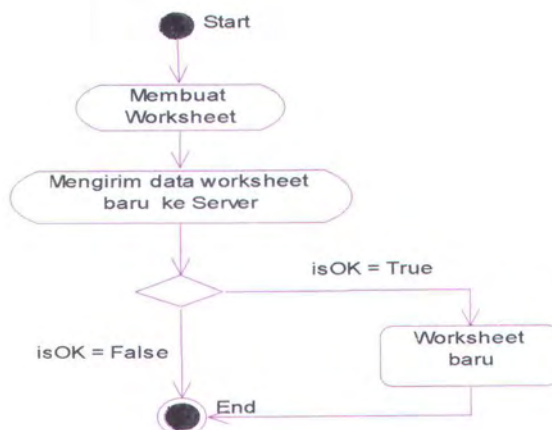 Start
Membuat
Worksheet
Mengirim data worksheet
baru ke Server
isOK = True
isOK = False
Worksheet
baru
End